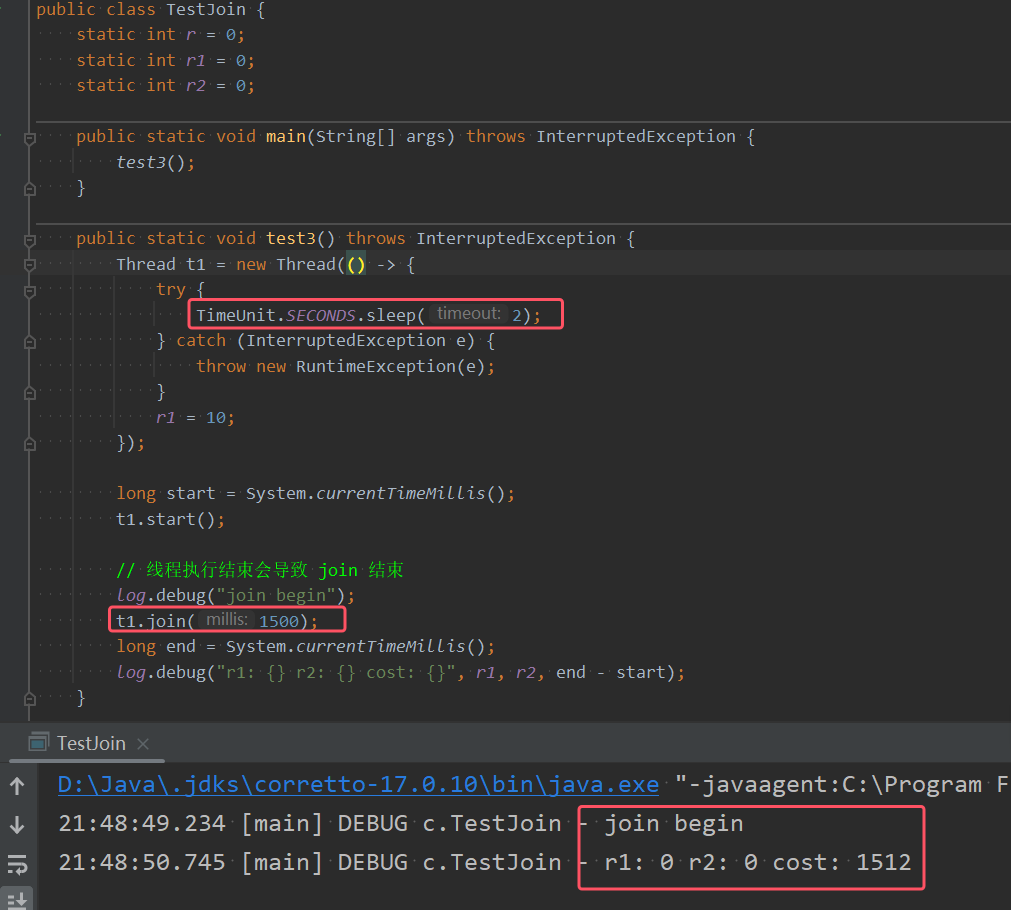 public class TestJoin {
static int r = 0;
static int r1 = 0;
static int r2 = 0;
public static void main(String[] args) throws InterruptedException {
test3();
}
public static void test3() throws InterruptedException {
Thread t1 = new Thread(() -> {
try {
TimeUnit.SECONDS.sleep( timeout: 2);
} catch (InterruptedException e) {
throw new RuntimeException(e);
}
r1 = 10;
});
long start = System.currentTimeMillis();
t1.start();
// 线程执行结束会导致 join 结束
log.debug("join begin");
t1.join( millis: 1500);
long end = System.currentTimeMillis();
log.debug("r1: {} r2: {} cost: {}", r1, r2, end - start);
}
TestJoin ×
D:\Java\.jdks\corretto-17.0.10\bin\java.exe "-javaagent:C:\Program F
21:48:49.234 [main] DEBUG c.TestJoin - join begin
21:48:50.745 [main] DEBUG c.TestJoin - r1: 0 r2: 0 cost: 1512